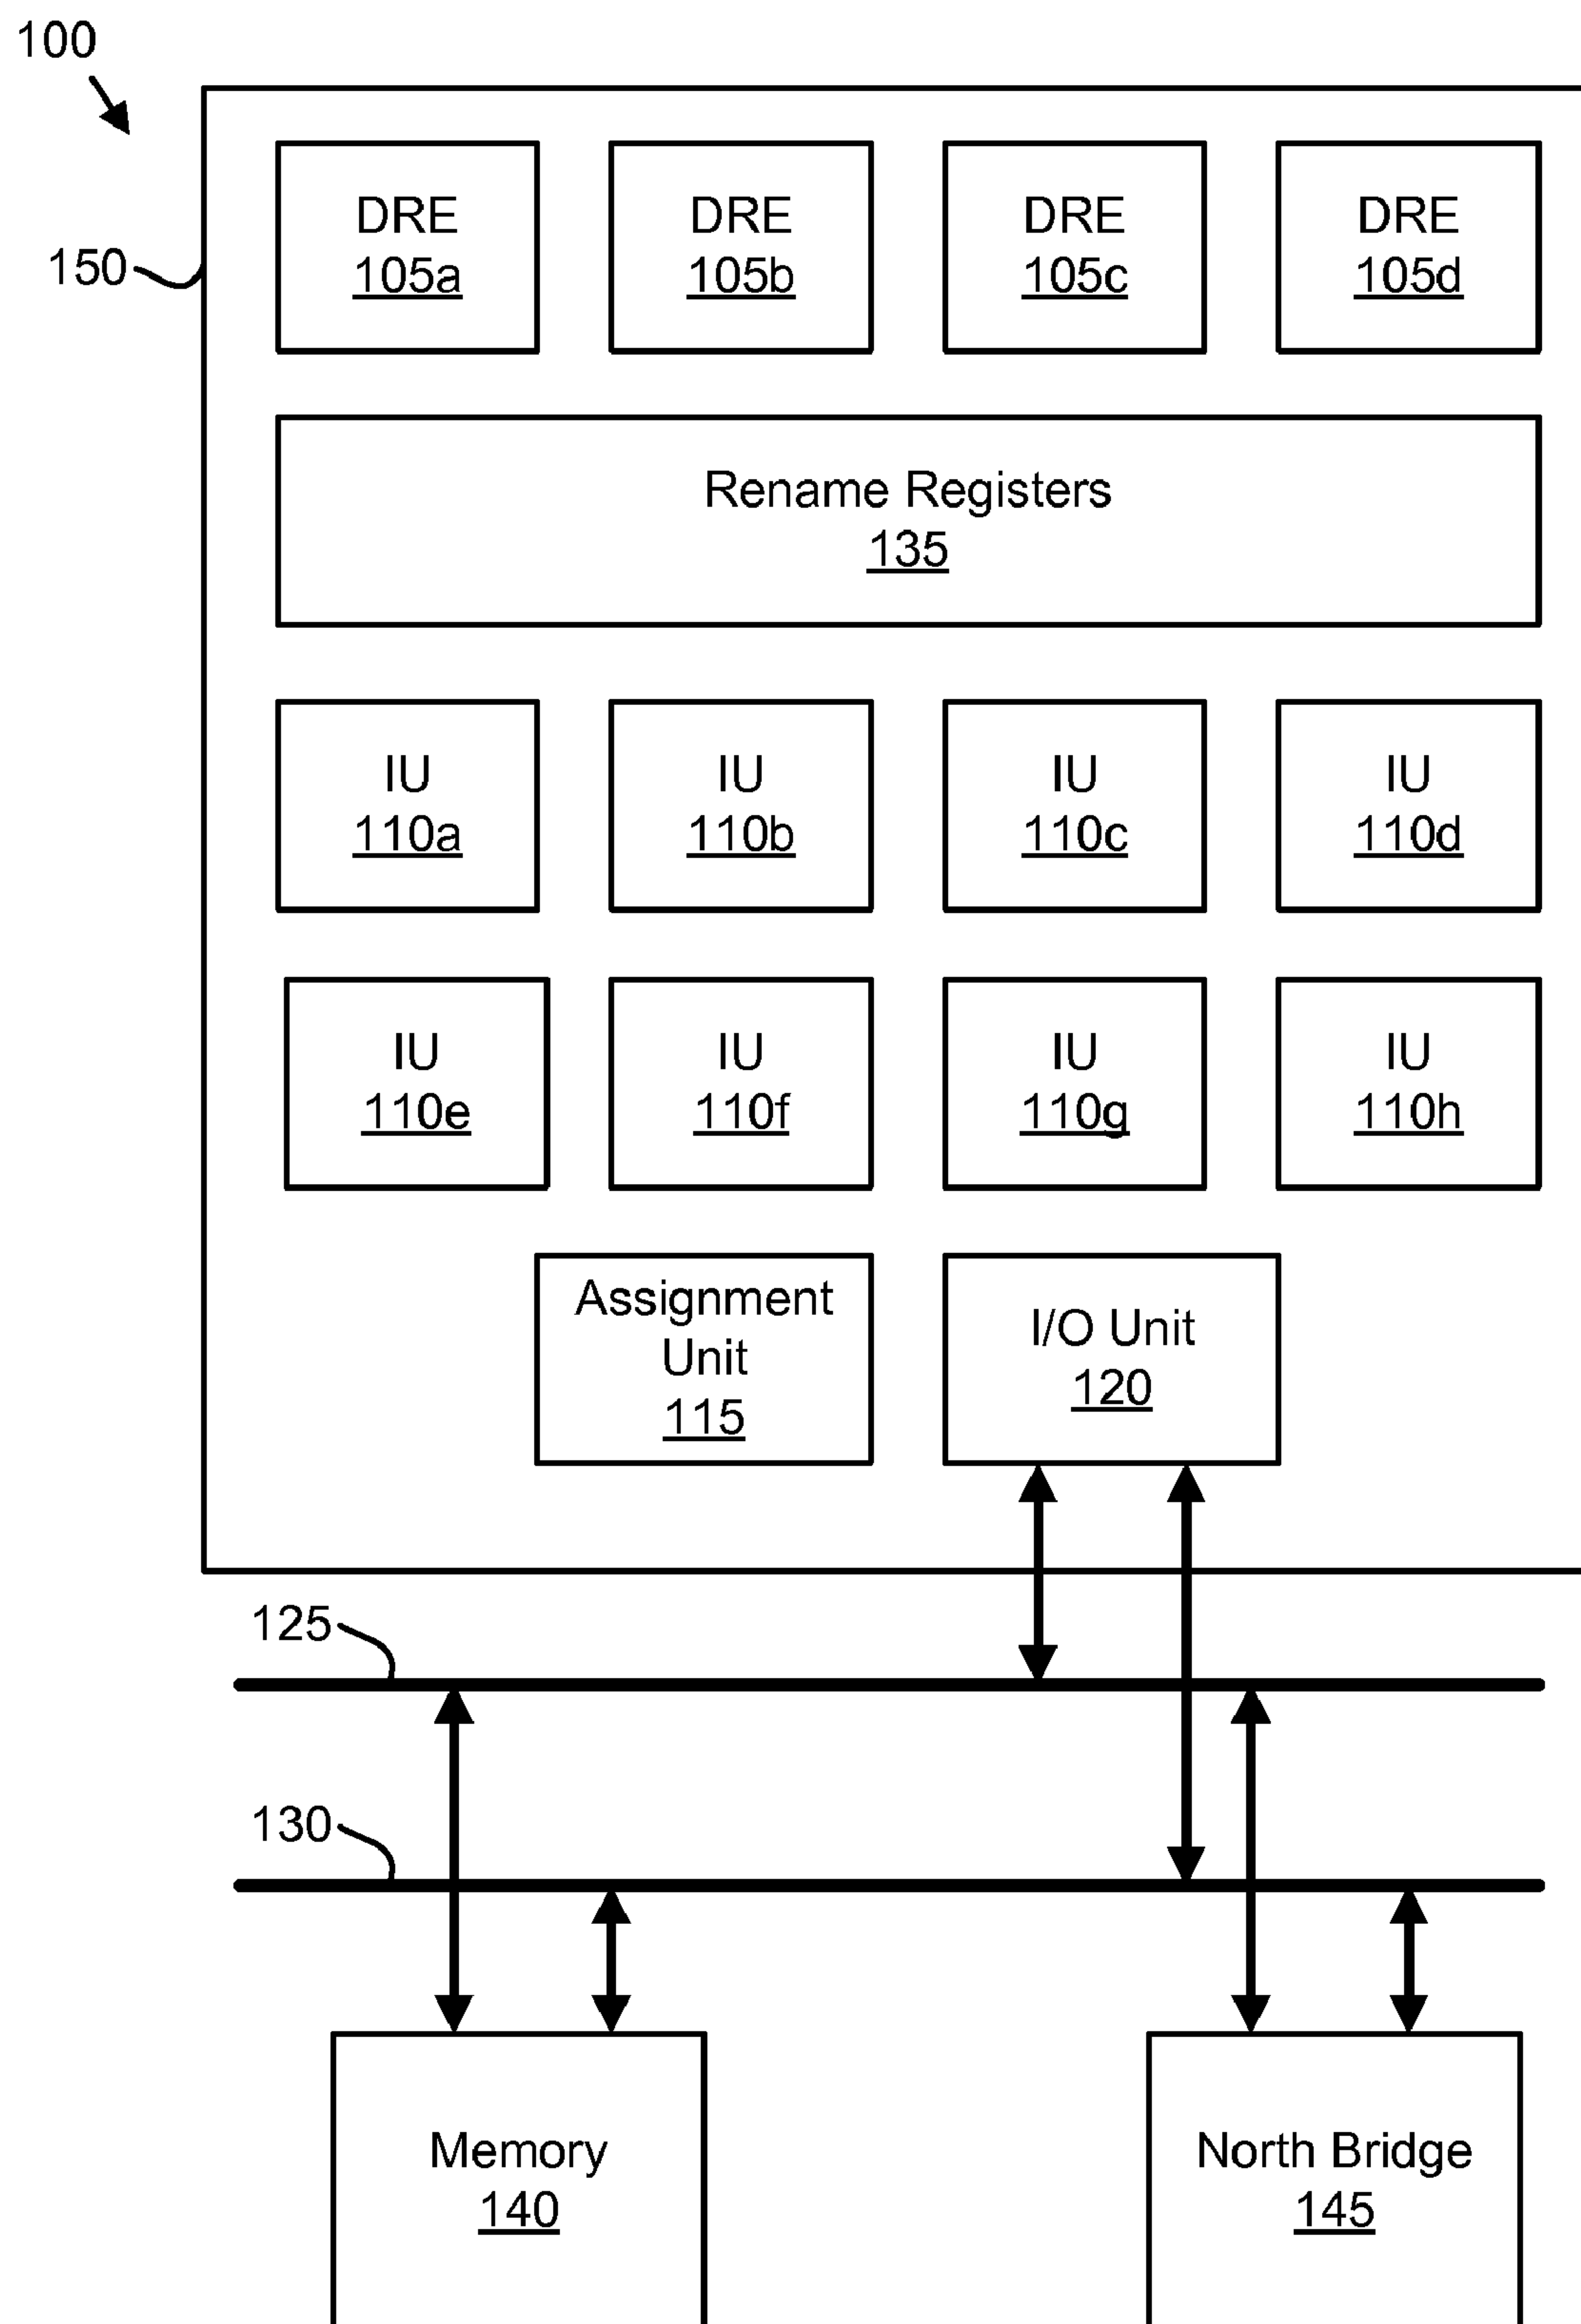 100
150
DRE
105a
DRE
105b
DRE
105c
DRE
105d
Rename Registers
135
IU
110a
IU
110b
IU
110c
IU
110d
IU
110e
IU
110f
IU
110g
IU
110h
Assignment
Unit
115
I/O Unit
120
125
130
Memory
140
North Bridge
145